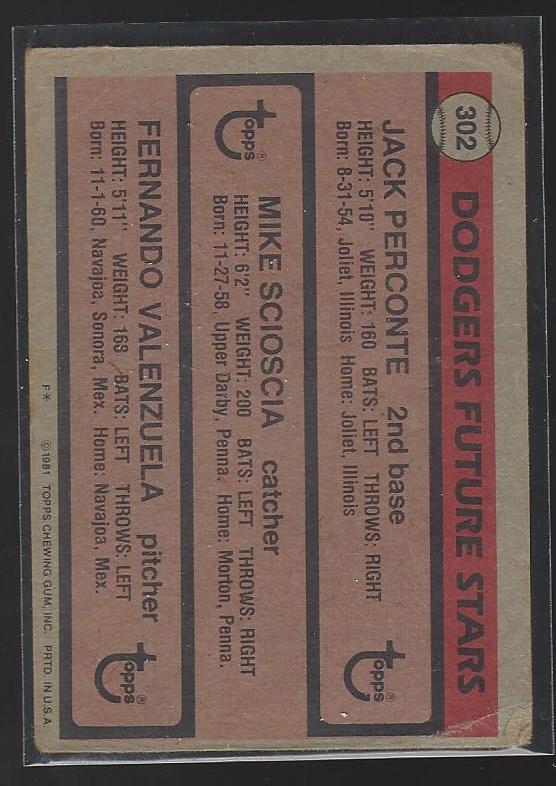 302
DODGERS FUTURE STARS
JACK PERCONTE 2nd base
HEIGHT: 5'10" WEIGHT: 160 BATS: LEFT THROWS: RIGHT
Born: 8-31-54, Joliet, Illinois Home: Joliet, Illinois
Topps®
MIKE SCIOSCIA catcher
HEIGHT: 6'2" WEIGHT: 200 BATS: LEFT THROWS: RIGHT
Born: 11-27-58, Upper Darby, Penna. Home: Morton, Penna.
Topps®
FERNANDO VALENZUELA pitcher
HEIGHT: 5'11" WEIGHT: 168 BATS: LEFT THROWS: LEFT
Born: 11-1-60, Navajoa, Sonora, Mex. Home: Navajoa, Mex.
Topps®
F* ©1981 TOPPS CHEWING GUM, INC. PRTD. IN U.S.A.